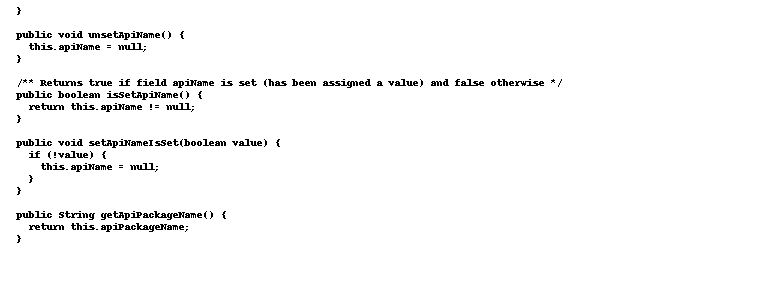 }

public void unsetApiName() {
  this.apiName = null;
}

/** Returns true if field apiName is set (has been assigned a value) and false otherwise */
public boolean isSetApiName() {
  return this.apiName != null;
}

public void setApiNameIsSet(boolean value) {
  if (!value) {
    this.apiName = null;
  }
}

public String getApiPackageName() {
  return this.apiPackageName;
}